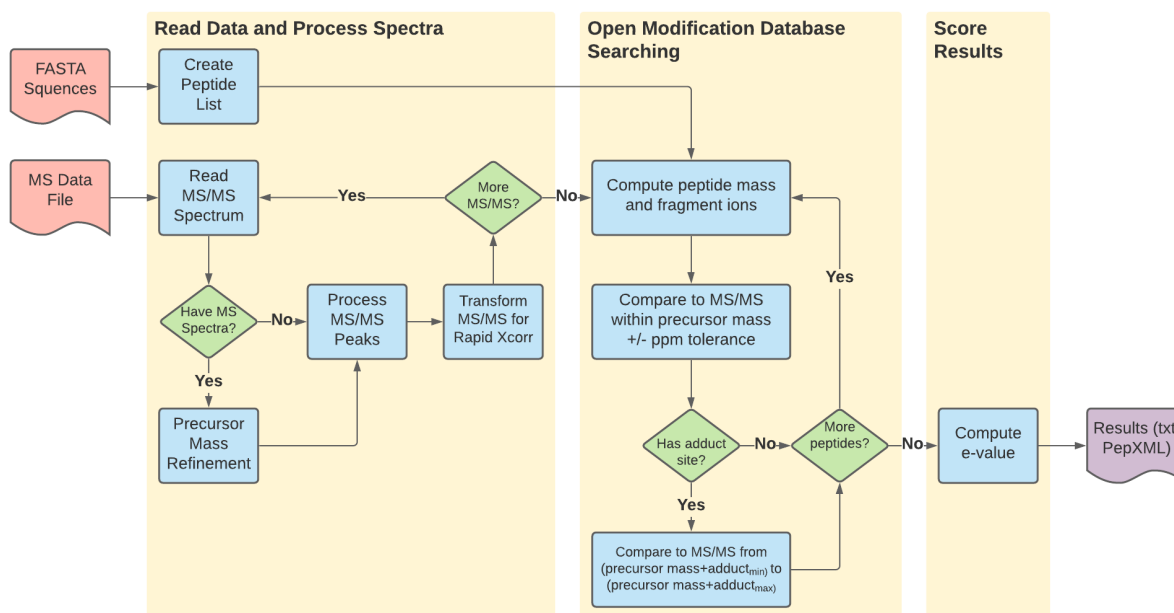 Read Data and Process Spectra
Open Modification Database
Searching
Score
Results
FASTA
Squences
Create
Peptide
List
MS Data
File
Read
MS/MS
Spectrum
Yes
More
MS/MS?
No
Compute peptide mass
and fragment ions
Have MS
Spectra?
No
Process
MS/MS
Peaks
Transform
MS/MS for
Rapid Xcorr
Compare to MS/MS
within precursor mass
+/- ppm tolerance
Yes
Yes
Precursor
Mass
Refinement
Has adduct
site?
No
More
peptides?
No
Compute
e-value
Results (txt
PepXML)
Yes
Compare to MS/MS from
(precursor mass+adductmin) to
(precursor mass+adductmax)